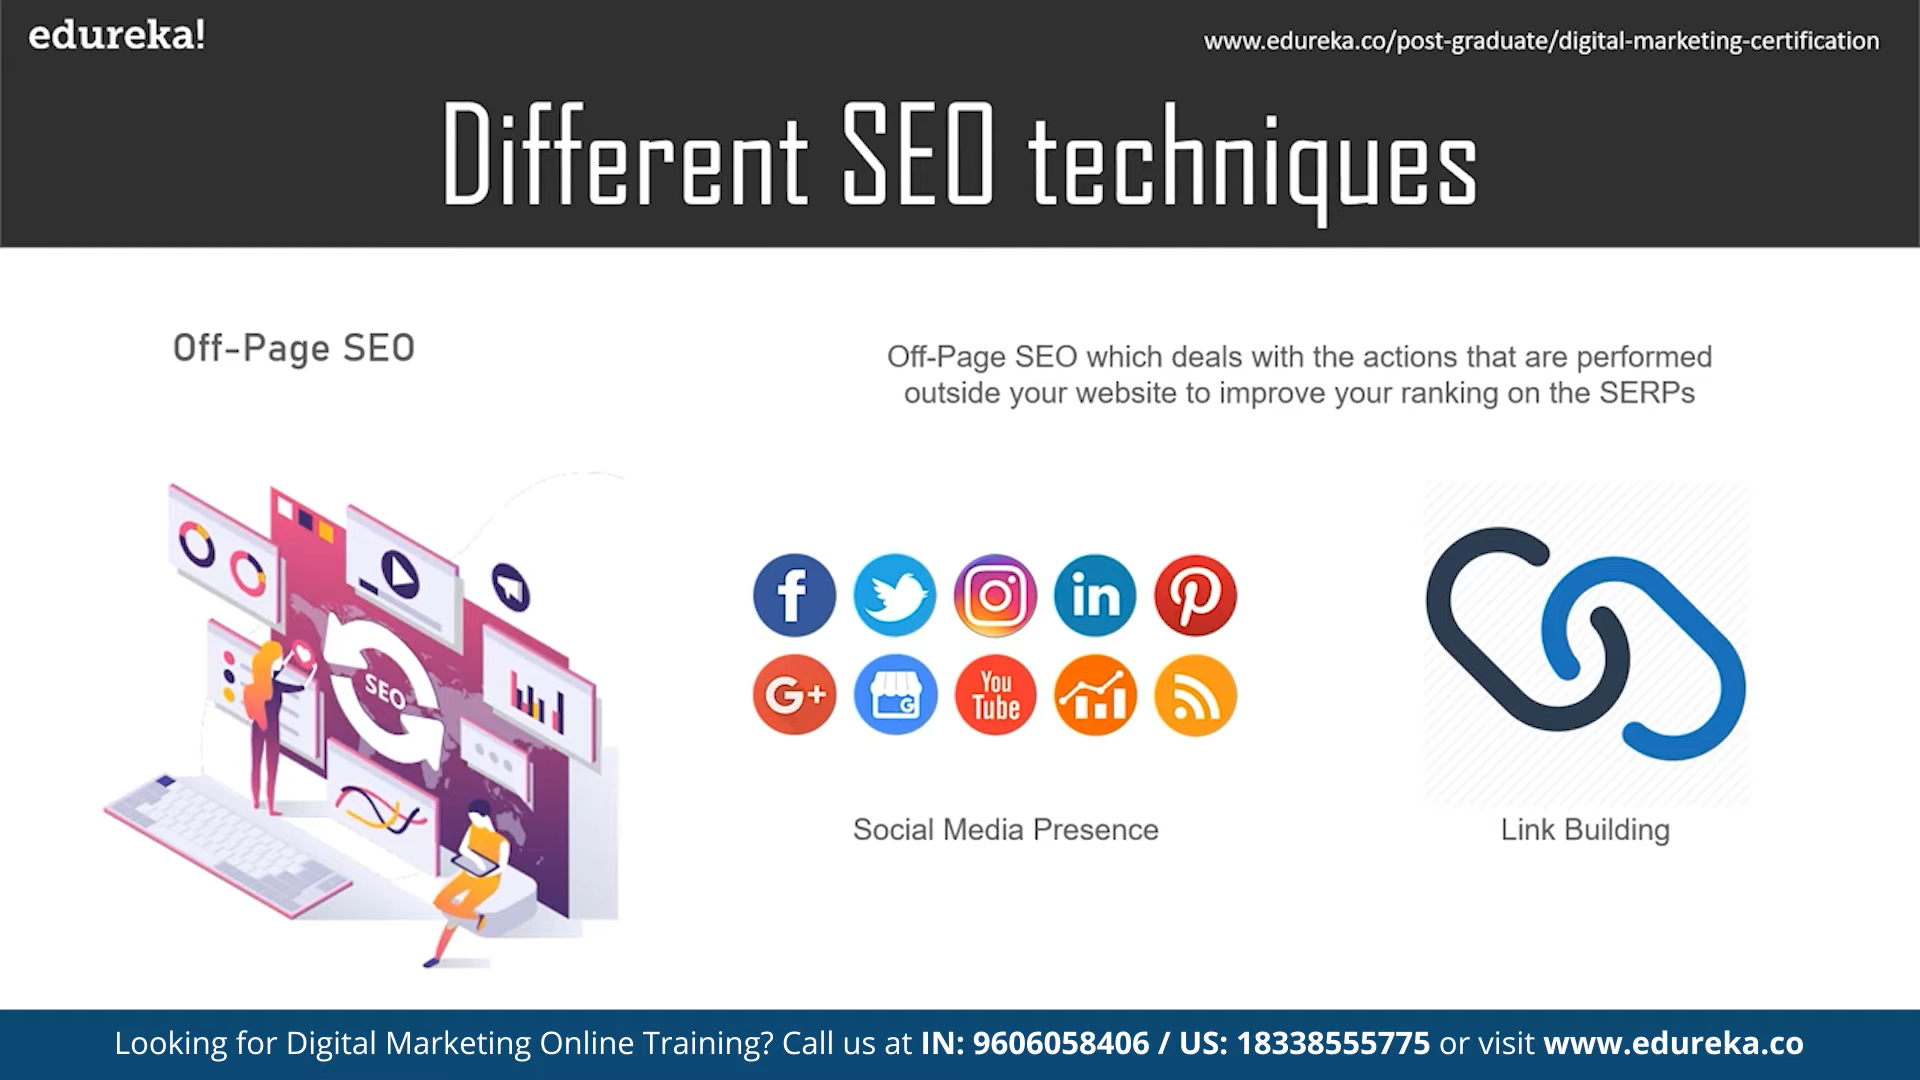 edureka!
www.edureka.co/post-graduate/digital-marketing-certification
Different SEO techniques
Off-Page SEO
Off-Page SEO which deals with the actions that are performed
outside your website to improve your ranking on the SERPs
SEO
f
in
G+
G
You
Tube
Social Media Presence
Link Building
Looking for Digital Marketing Online Training? Call us at IN: 9606058406 / US: 18338555775 or visit www.edureka.co